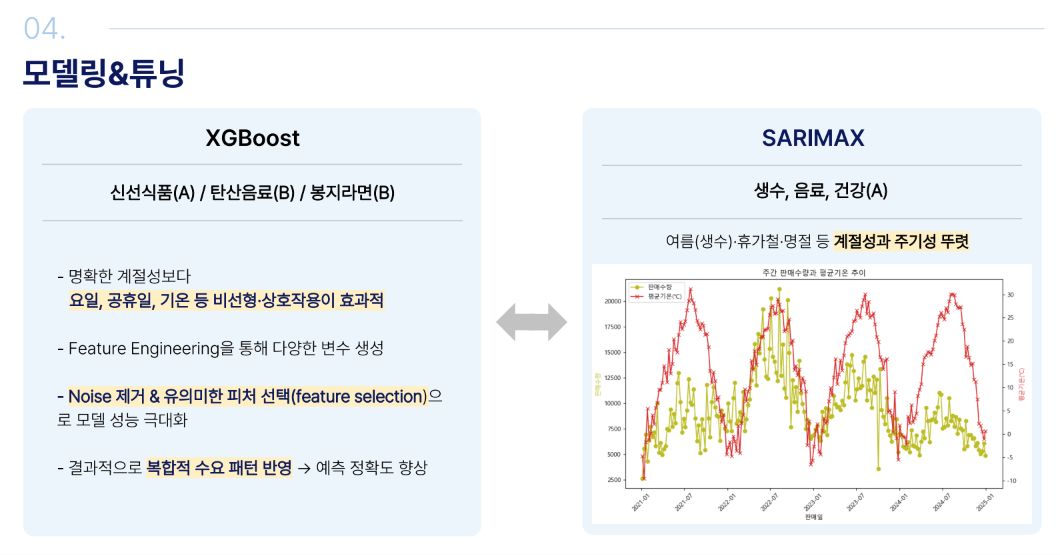 04.
모델링&튜닝
XGBoost
신선식품(A) / 탄산음료(B) / 봉지라면(B)
- 명확한 계절성보다
요일, 공휴일, 기온 등 비선형·상호작용이 효과적
- Feature Engineering을 통해 다양한 변수 생성
- Noise 제거 & 유의미한 피처 선택(feature selection)으
로 모델 성능 극대화
- 결과적으로 복합적 수요 패턴 반영 → 예측 정확도 향상
SARIMAX
생수, 음료, 건강(A)
여름(생수)·휴가철·명절 등 계절성과 주기성 뚜렷
주간 판매수량과 평균기온 추이
판매수량
평균기온(℃)
20000
17500
15000
12500
10000
7500
5000
2500
판매수량
30
25
20
15
10
5
0
-5
-10
평균기온(℃)
2021-01
2021-07
2022-01
2022-07
2023-01
2023-07
2024-01
2024-07
2025-01
판매일